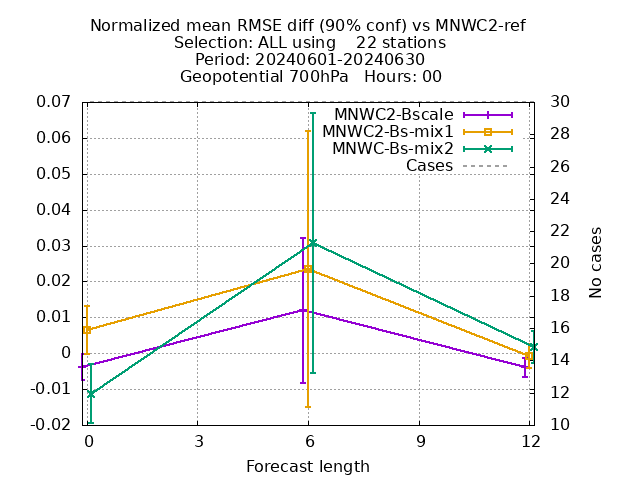 Normalized mean RMSE diff (90% conf) vs MNWC2-ref
Selection: ALL using    22 stations
Period: 20240601-20240630
Geopotential 700hPa   Hours: 00
0.07
0.06
0.05
0.04
0.03
0.02
0.01
0
-0.01
-0.02
MNWC2-Bscale
MNWC2-Bs-mix1
MNWC-Bs-mix2
Cases
30
28
26
24
22
20
18
16
14
12
10
No cases
0
3
6
9
12
Forecast length